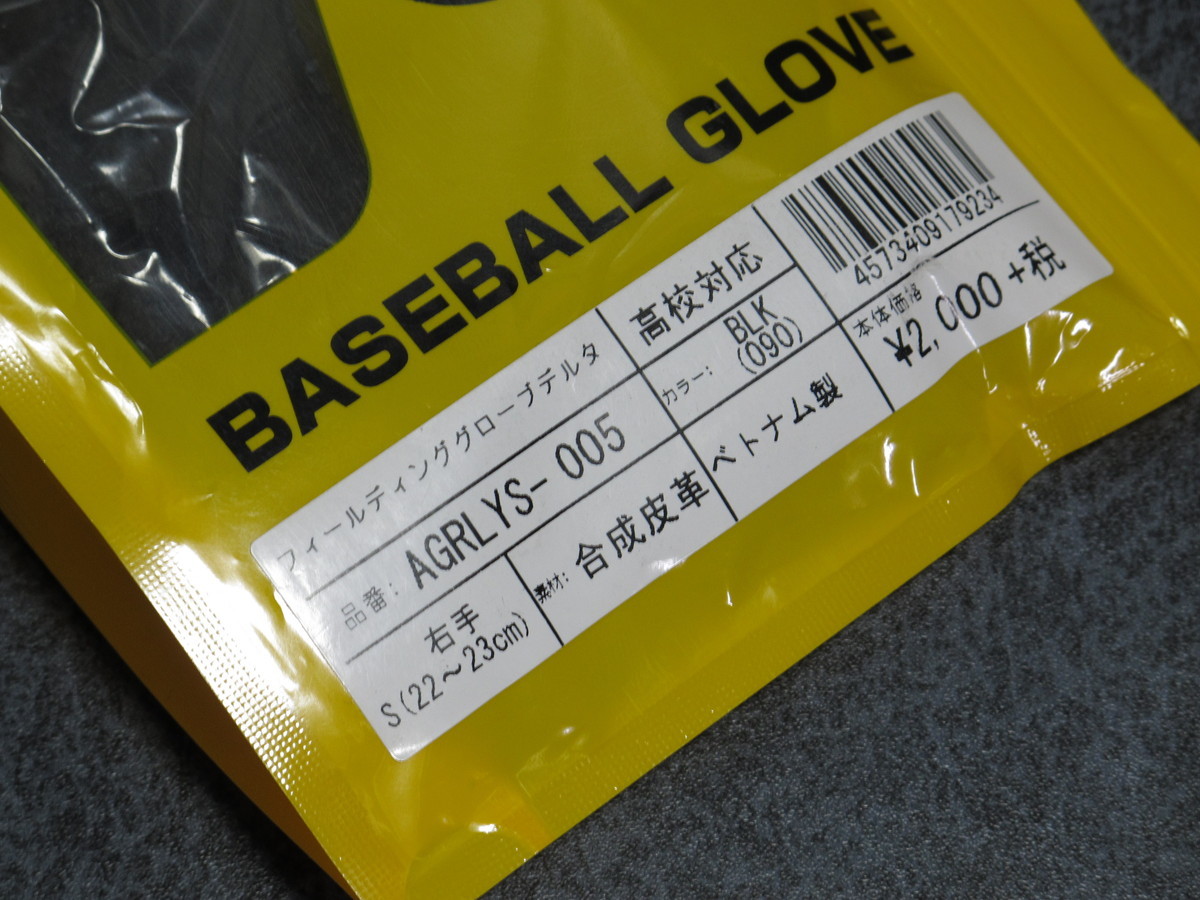 BASEBALL GLOVE
フィールディンググローブデルタ
高校対応
4573409179234
品番: AGRLYS-005
カラー: BLK
(090)
本体価格
¥2,000+税
右手
S(22〜23cm)
素材: 合成皮革
ベトナム製